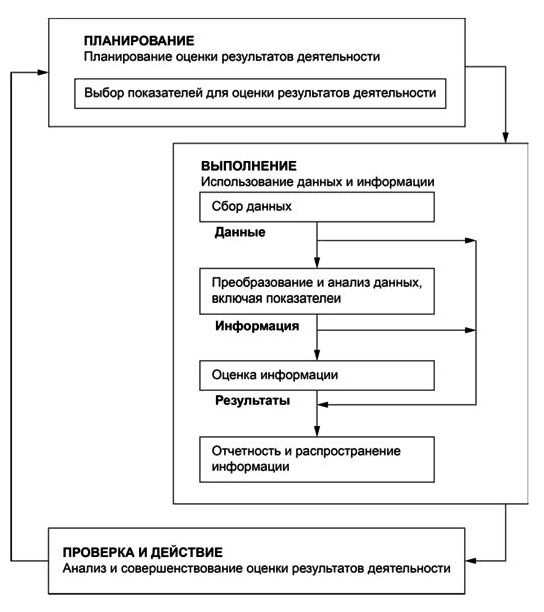 ПЛАНИРОВАНИЕ
Планирование оценки результатов деятельности
Выбор показателей для оценки результатов деятельности
ВЫПОЛНЕНИЕ
Использование данных и информации
Сбор данных
Данные
Преобразование и анализ данных,
включая показателеи
Информация
Оценка информации
Результаты
Отчетность и распространение
информации
ПРОВЕРКА И ДЕЙСТВИЕ
Анализ и совершенствование оценки результатов деятельности